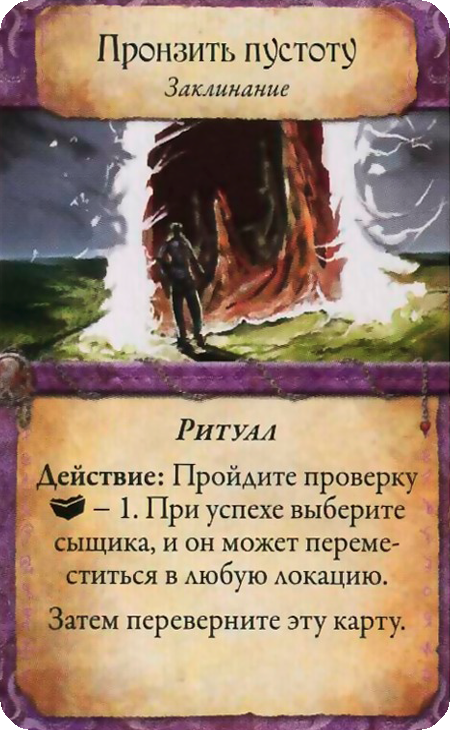 Пронзить пустоту
Заклинание
Ритуал
Действие: Пройдите проверку
– 1. При успехе выберите
сыщика, и он может переме-
ститься в любую локацию.
Затем переверните эту карту.